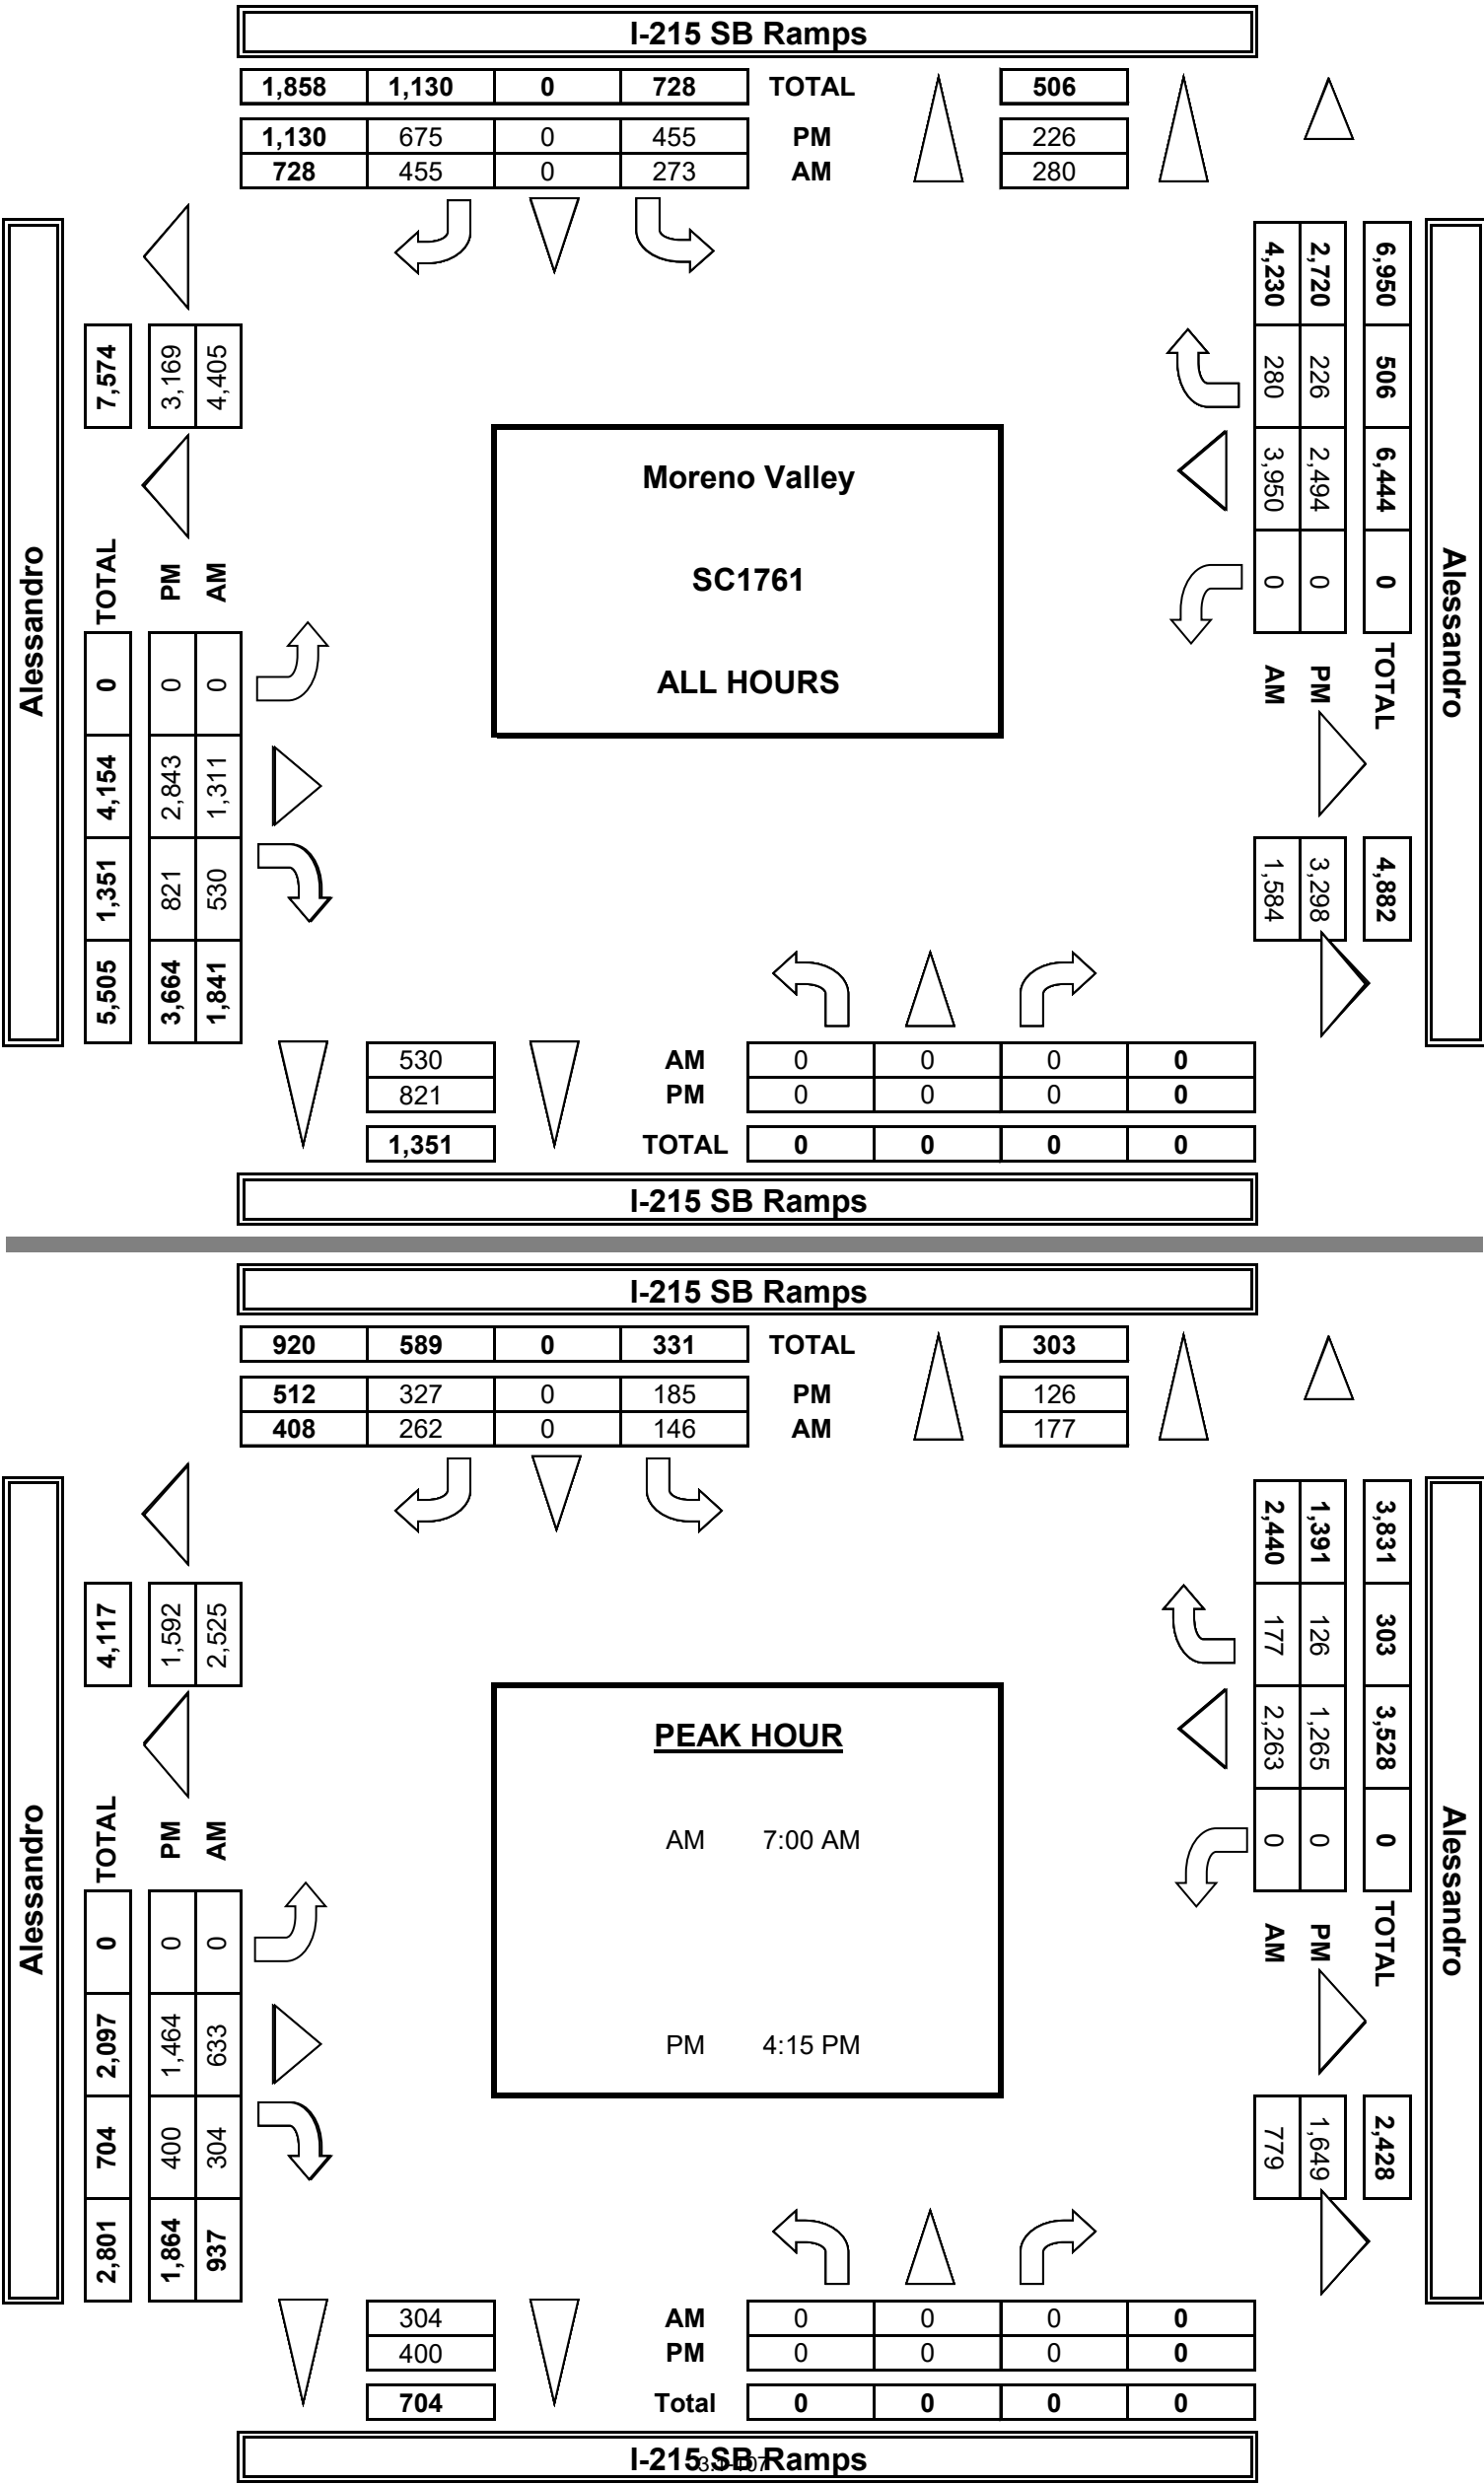 I-215 SB Ramps
1,858 1,130 0 728 TOTAL 506
1,130 675 0 455 PM 226
728 455 0 273 AM 280
Alessandro
7,574
3,169
4,405
TOTAL 0 4,154 1,351 5,505
PM 0 2,843 821 3,664
AM 0 1,311 530 1,841
Moreno Valley
SC1761
ALL HOURS
6,950 506 6,444 0 TOTAL 4,882
2,720 226 2,494 0 PM 3,298
4,230 280 3,950 0 AM 1,584
Alessandro
530 AM 0 0 0 0
821 PM 0 0 0 0
1,351 TOTAL 0 0 0 0
I-215 SB Ramps
I-215 SB Ramps
920 589 0 331 TOTAL 303
512 327 0 185 PM 126
408 262 0 146 AM 177
Alessandro
4,117
1,592
2,525
TOTAL 0 2,097 704 2,801
PM 0 1,464 400 1,864
AM 0 633 304 937
PEAK HOUR
AM 7:00 AM
PM 4:15 PM
3,831 303 3,528 0 TOTAL 2,428
1,391 126 1,265 0 PM 1,649
2,440 177 2,263 0 AM 779
Alessandro
304 AM 0 0 0 0
400 PM 0 0 0 0
704 Total 0 0 0 0
I-215 SB Ramps